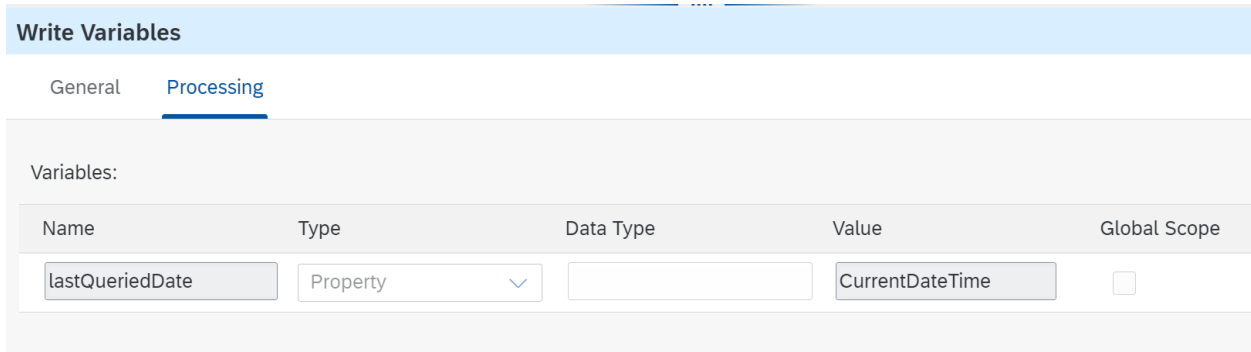 Write Variables
General Processing
Variables:
Name Type Data Type Value Global Scope
lastQueriedDate Property CurrentDateTime